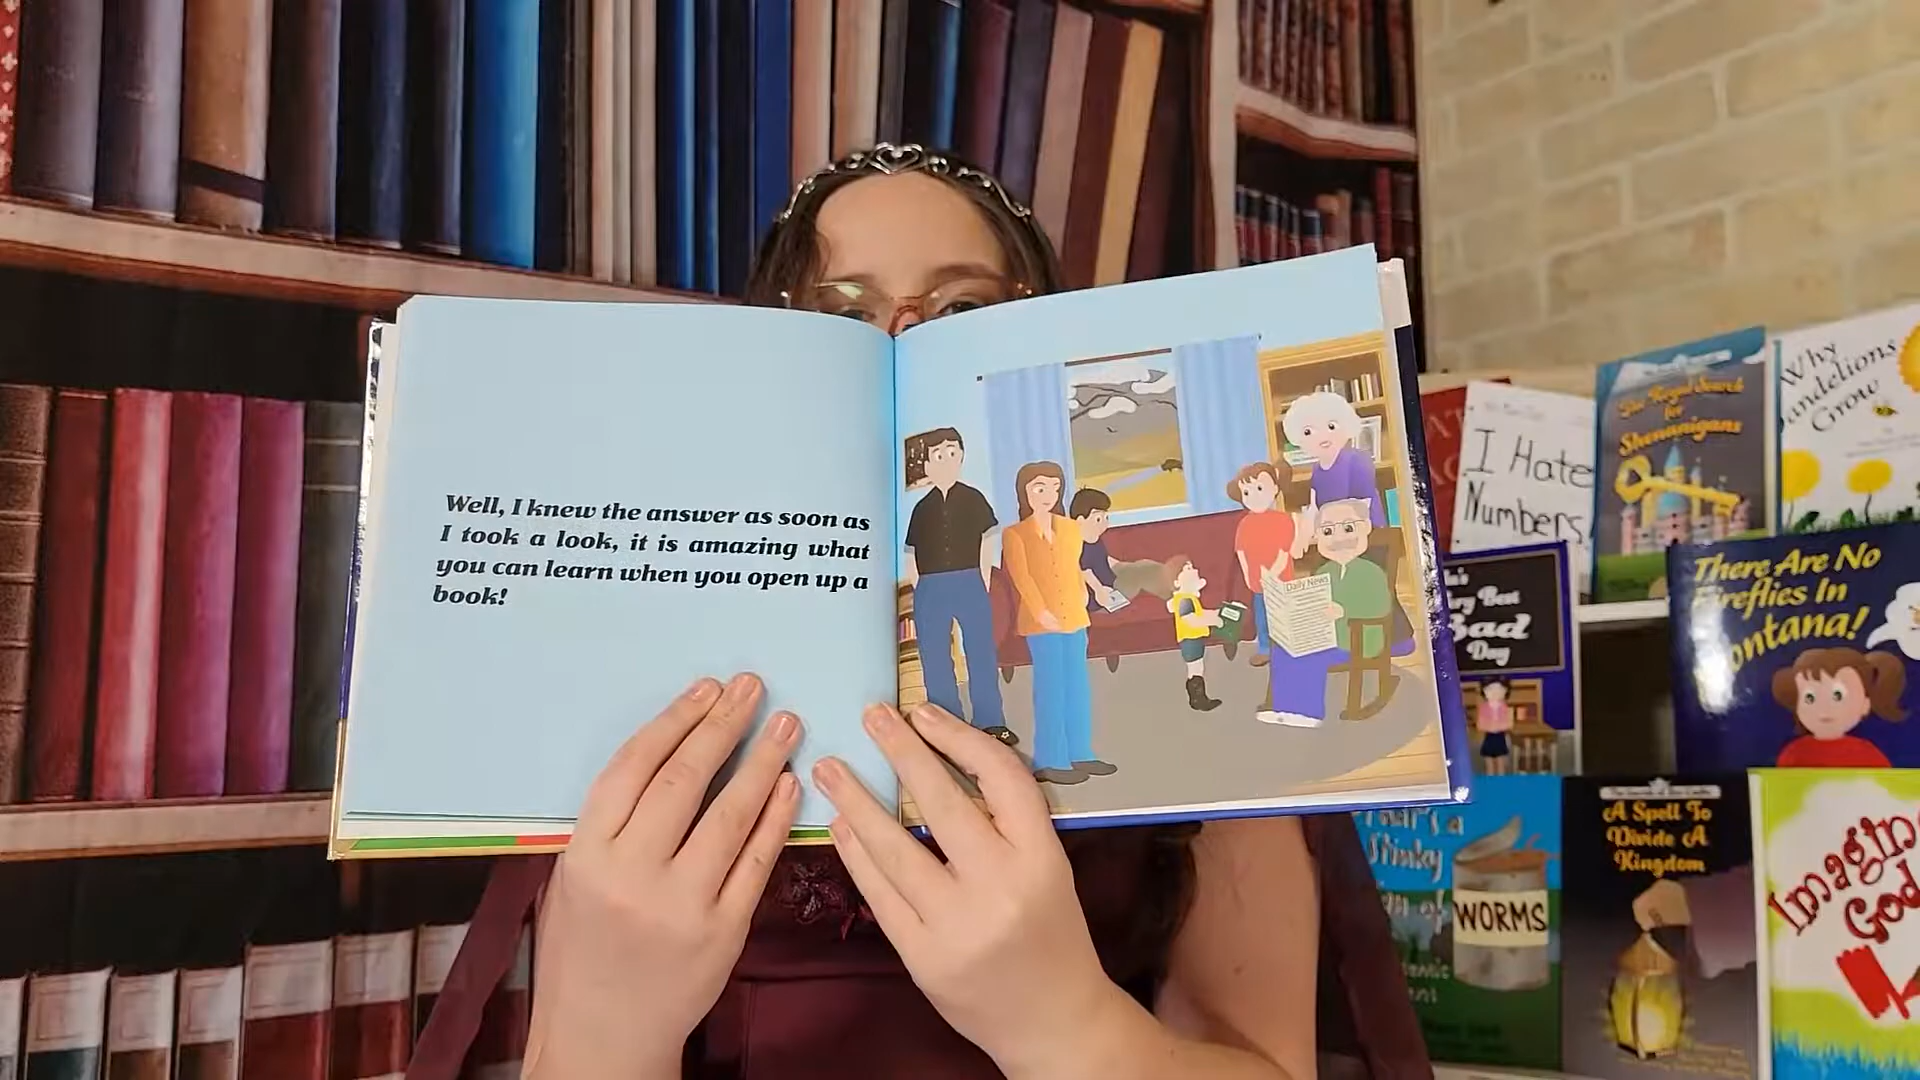 Well, I knew the answer as soon as
I took a look, it is amazing what
you can learn when you open up a
book!
Daily News
I Hate
Numbers
The Royal Search
for
Shenanigans
Why
Dandelions
Grow
Very Best
Bad
Day
There Are No
Fireflies In
Montana!
Stinky
WORMS
A Spell To
Divide A
Kingdom